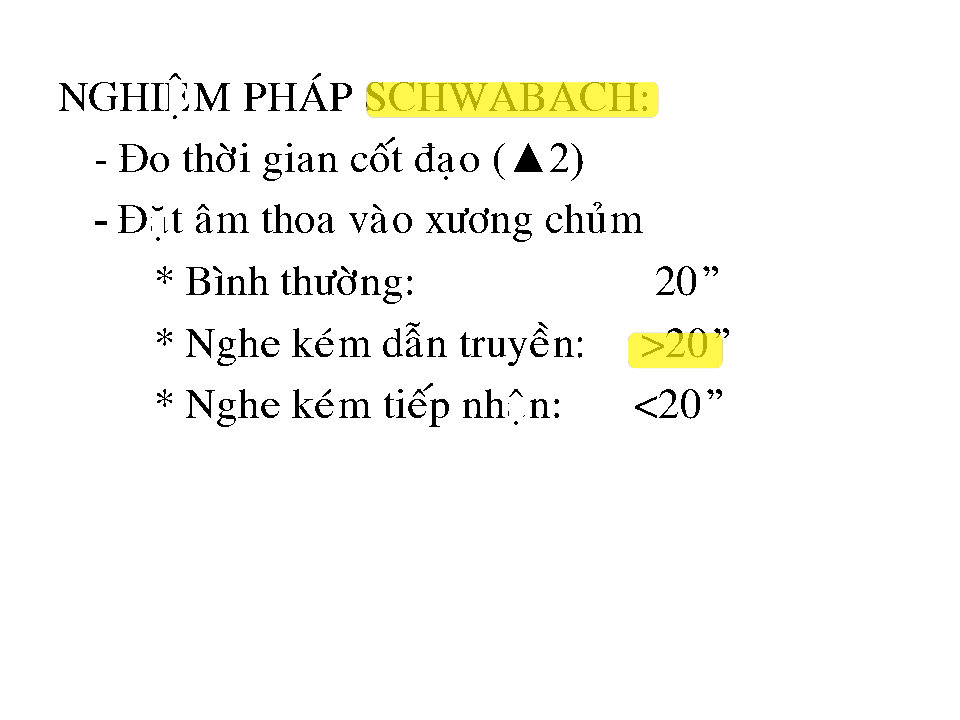 NGHIỆM PHÁP SCHWABACH:
- Đo thời gian cốt đạo (▲2)
- Đặt âm thoa vào xương chủm
* Bình thường: 20”
* Nghe kém dẫn truyền: >20”
* Nghe kém tiếp nhận: <20”